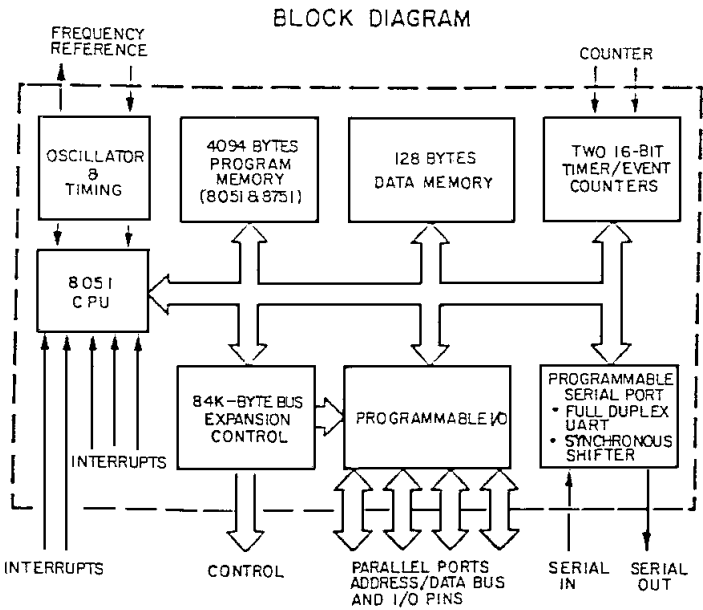 BLOCK DIAGRAM
FREQUENCY
REFERENCE
COUNTER
OSCILLATOR
&
TIMING
4094 BYTES
PROGRAM
MEMORY
(8051 & 8751)
128 BYTES
DATA MEMORY
TWO 16-BIT
TIMER/EVENT
COUNTERS
8051
CPU
84K-BYTE BUS
EXPANSION
CONTROL
PROGRAMMABLE I/O
PROGRAMMABLE
SERIAL PORT
• FULL DUPLEX
UART
• SYNCHRONOUS
SHIFTER
INTERRUPTS
INTERRUPTS
CONTROL
PARALLEL PORTS
ADDRESS/DATA BUS
AND I/O PINS
SERIAL
IN
SERIAL
OUT